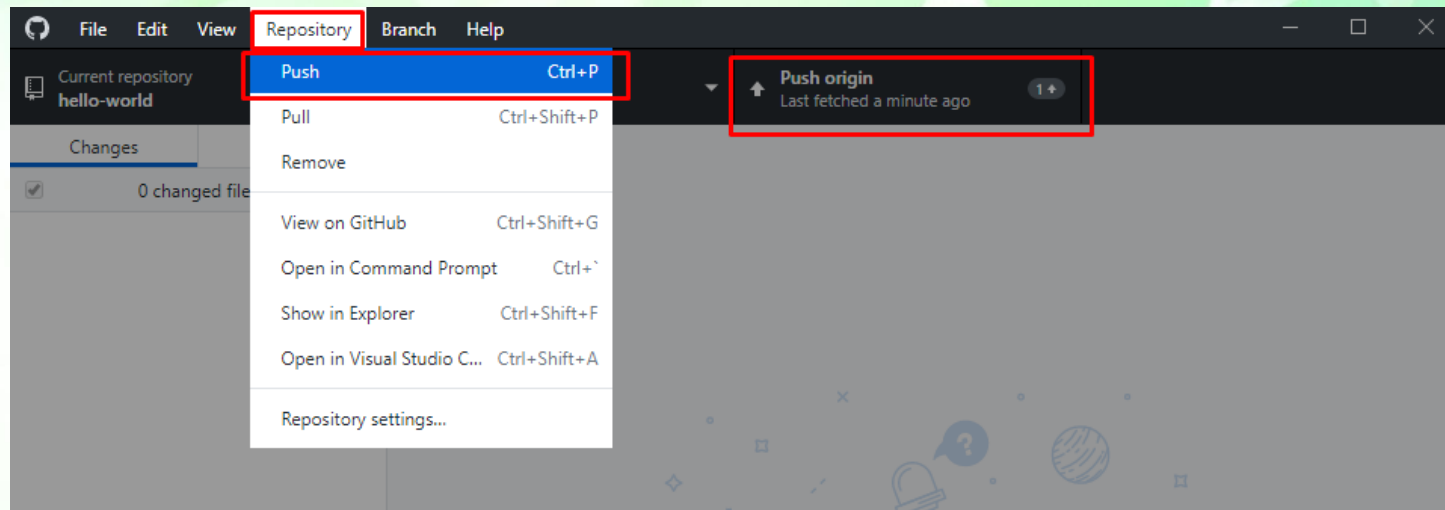 File Edit View Repository Branch Help
Current repository
hello-world
Push origin
Last fetched a minute ago
1
Changes
0 changed file
Push Ctrl+P
Pull Ctrl+Shift+P
Remove
View on GitHub Ctrl+Shift+G
Open in Command Prompt Ctrl+`
Show in Explorer Ctrl+Shift+F
Open in Visual Studio C... Ctrl+Shift+A
Repository settings...
?